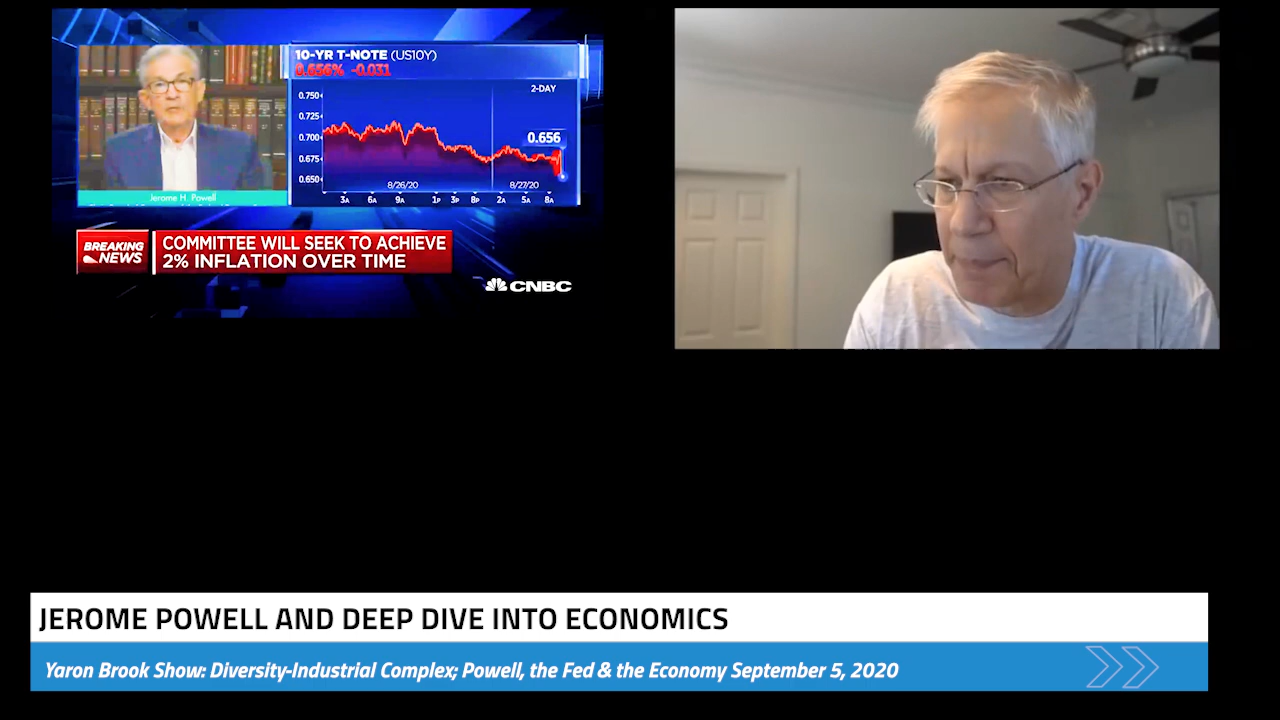 10-YR T-NOTE (US10Y)
0.656% -0.031
2-DAY
0.750
0.725
0.700
0.675
0.650
0.656
8/26/20
8/27/20
3A 6A 9A 1P 3P 8P 2A 5A 8A
Jerome H. Powell
BREAKING NEWS
COMMITTEE WILL SEEK TO ACHIEVE
2% INFLATION OVER TIME
CNBC
JEROME POWELL AND DEEP DIVE INTO ECONOMICS
Yaron Brook Show: Diversity-Industrial Complex; Powell, the Fed & the Economy September 5, 2020